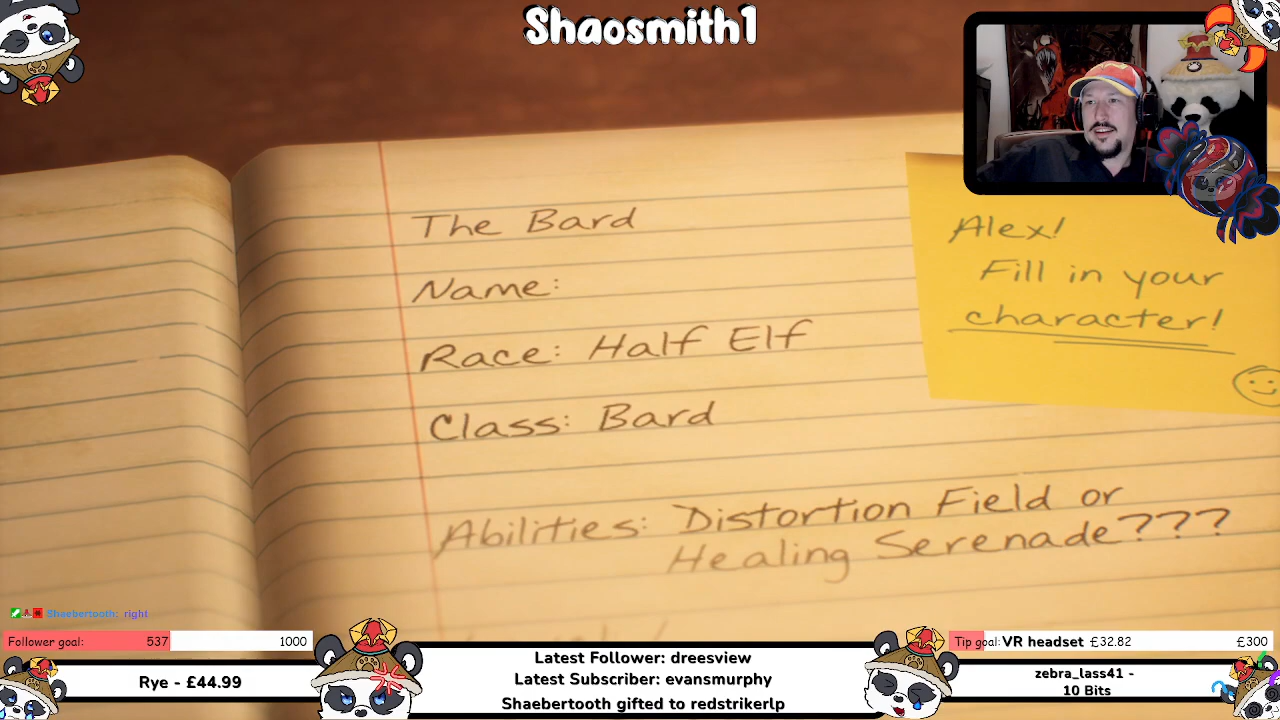 Shaosmith1
The Bard
Name:
Race: Half Elf
Class: Bard
Abilities: Distortion Field or
Healing Serenade???
Alex!
Fill in your
character!
Shaebertooth: right
Follower goal: 537 1000
Tip goal: VR headset £32.82 £300
Rye - £44.99
Latest Follower: dreesview
Latest Subscriber: evansmurphy
Shaebertooth gifted to redstrikerlp
zebra_lass41 -
10 Bits